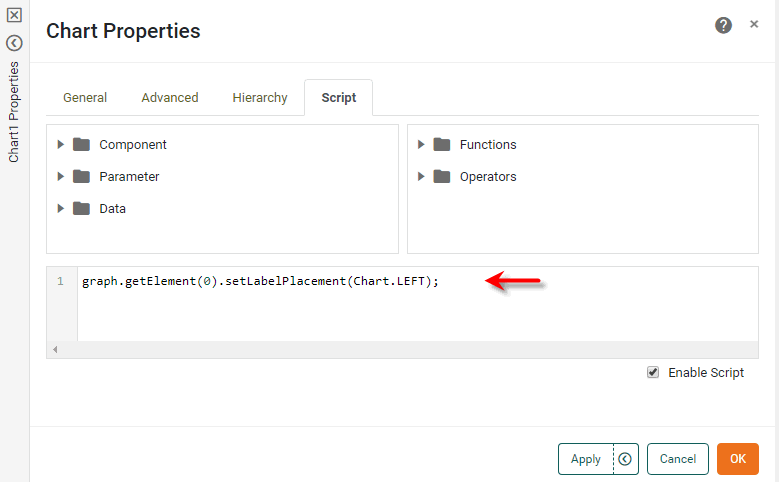 Chart Properties
Chart1 Properties
General Advanced Hierarchy Script
Component
Parameter
Data
Functions
Operators
1 graph.getElement(0).setLabelPlacement(Chart.LEFT);
Enable Script
Apply Cancel OK